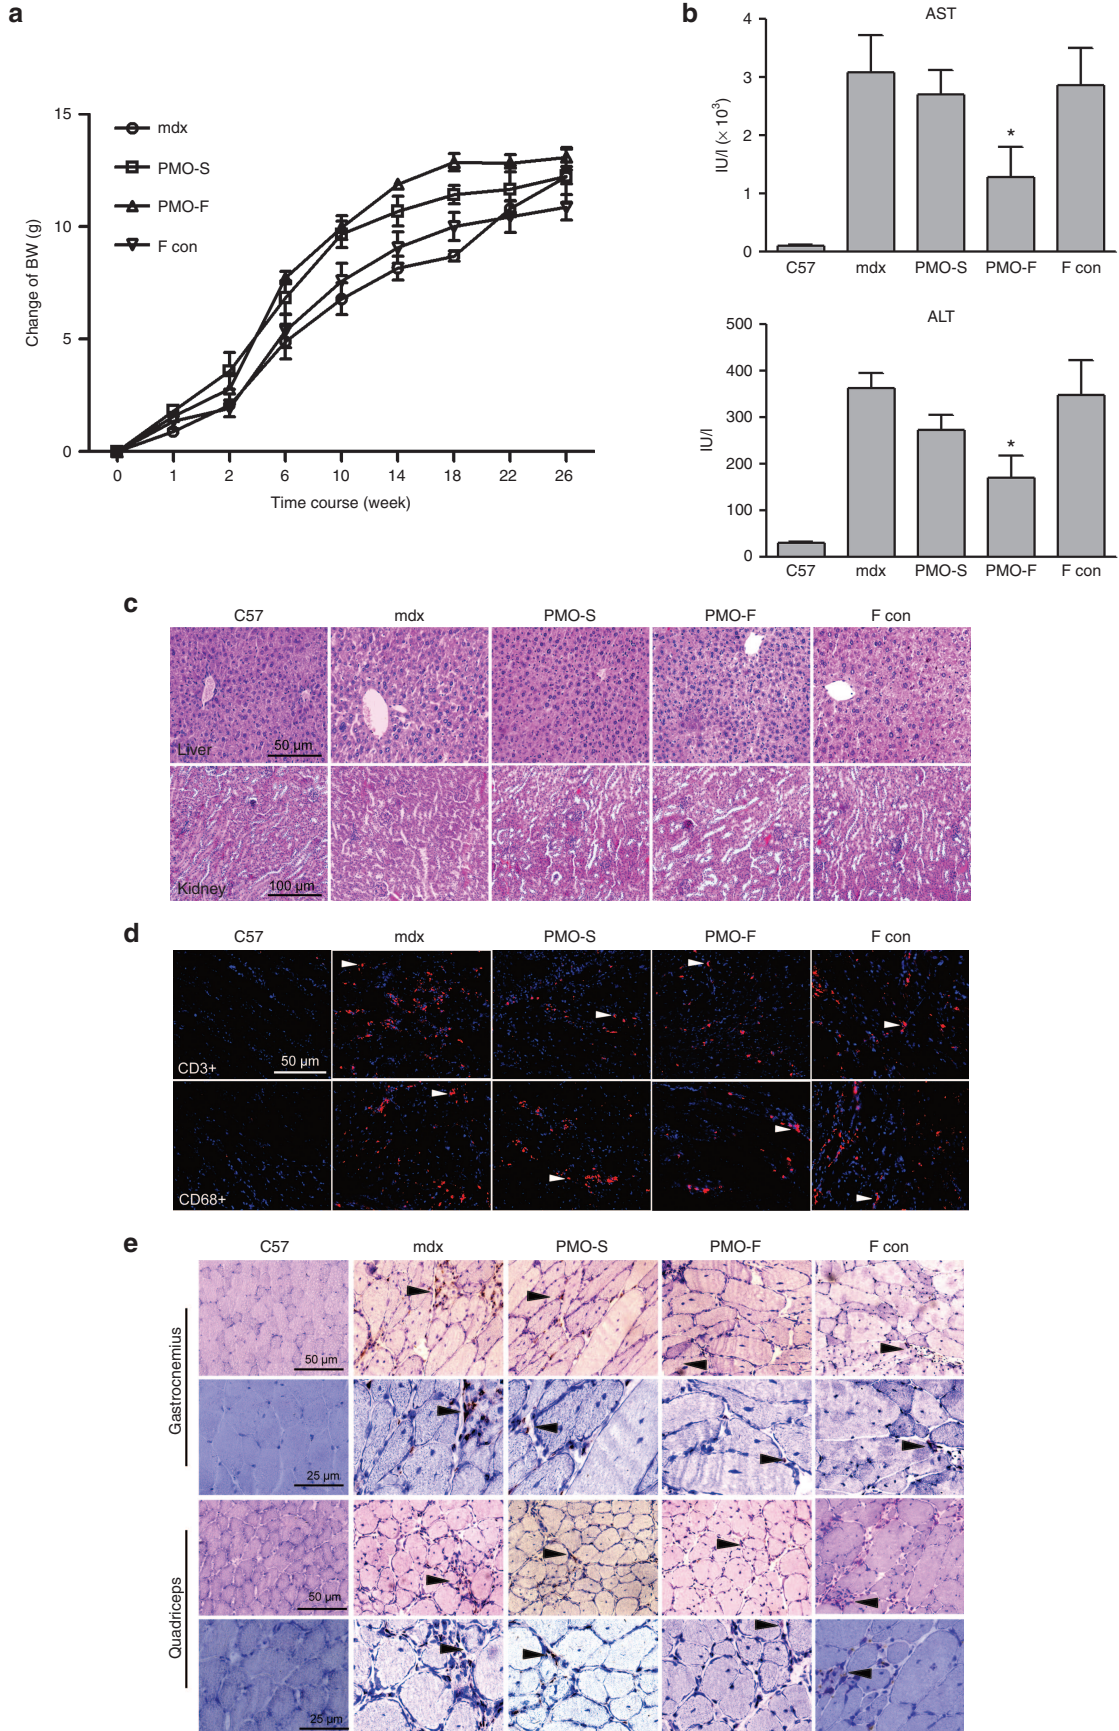 a
15
10
5
0
Change of BW (g)
mdx
PMO-S
PMO-F
F con
0 1 2 6 10 14 18 22 26
Time course (week)
b
AST
4
3
2
1
0
IU/l (× 10³)
*
C57 mdx PMO-S PMO-F F con
ALT
500
400
300
200
100
0
IU/l
*
C57 mdx PMO-S PMO-F F con
c
C57 mdx PMO-S PMO-F F con
Liver 50 µm
Kidney 100 µm
d
C57 mdx PMO-S PMO-F F con
CD3+ 50 µm
CD68+
e
C57 mdx PMO-S PMO-F F con
Gastrocnemius
50 µm
25 µm
Quadriceps
50 µm
25 µm